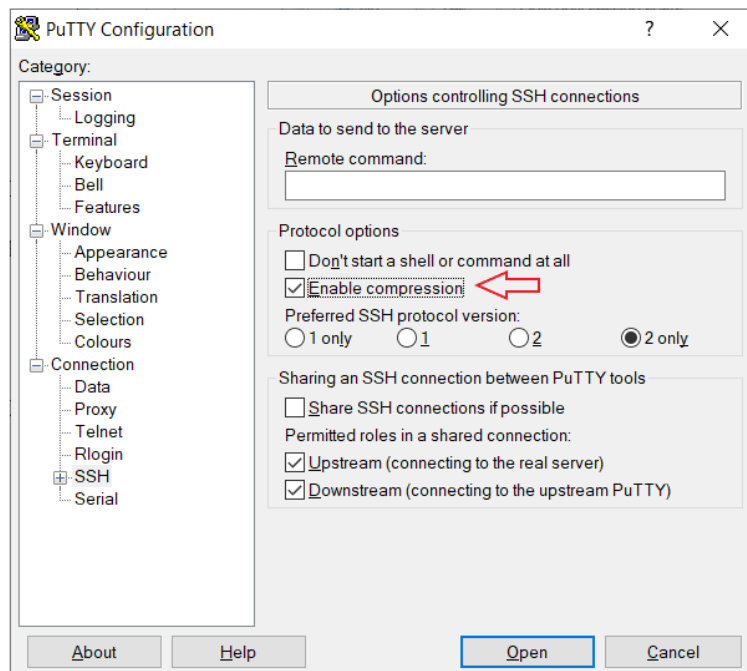 PuTTY Configuration
?
Category:
Session
Logging
Terminal
Keyboard
Bell
Features
Window
Appearance
Behaviour
Translation
Selection
Colours
Connection
Data
Proxy
Telnet
Rlogin
SSH
Serial
Options controlling SSH connections
Data to send to the server
Remote command:
Protocol options
Don't start a shell or command at all
Enable compression
Preferred SSH protocol version:
1 only 1 2 2 only
Sharing an SSH connection between PuTTY tools
Share SSH connections if possible
Permitted roles in a shared connection:
Upstream (connecting to the real server)
Downstream (connecting to the upstream PuTTY)
About Help Open Cancel